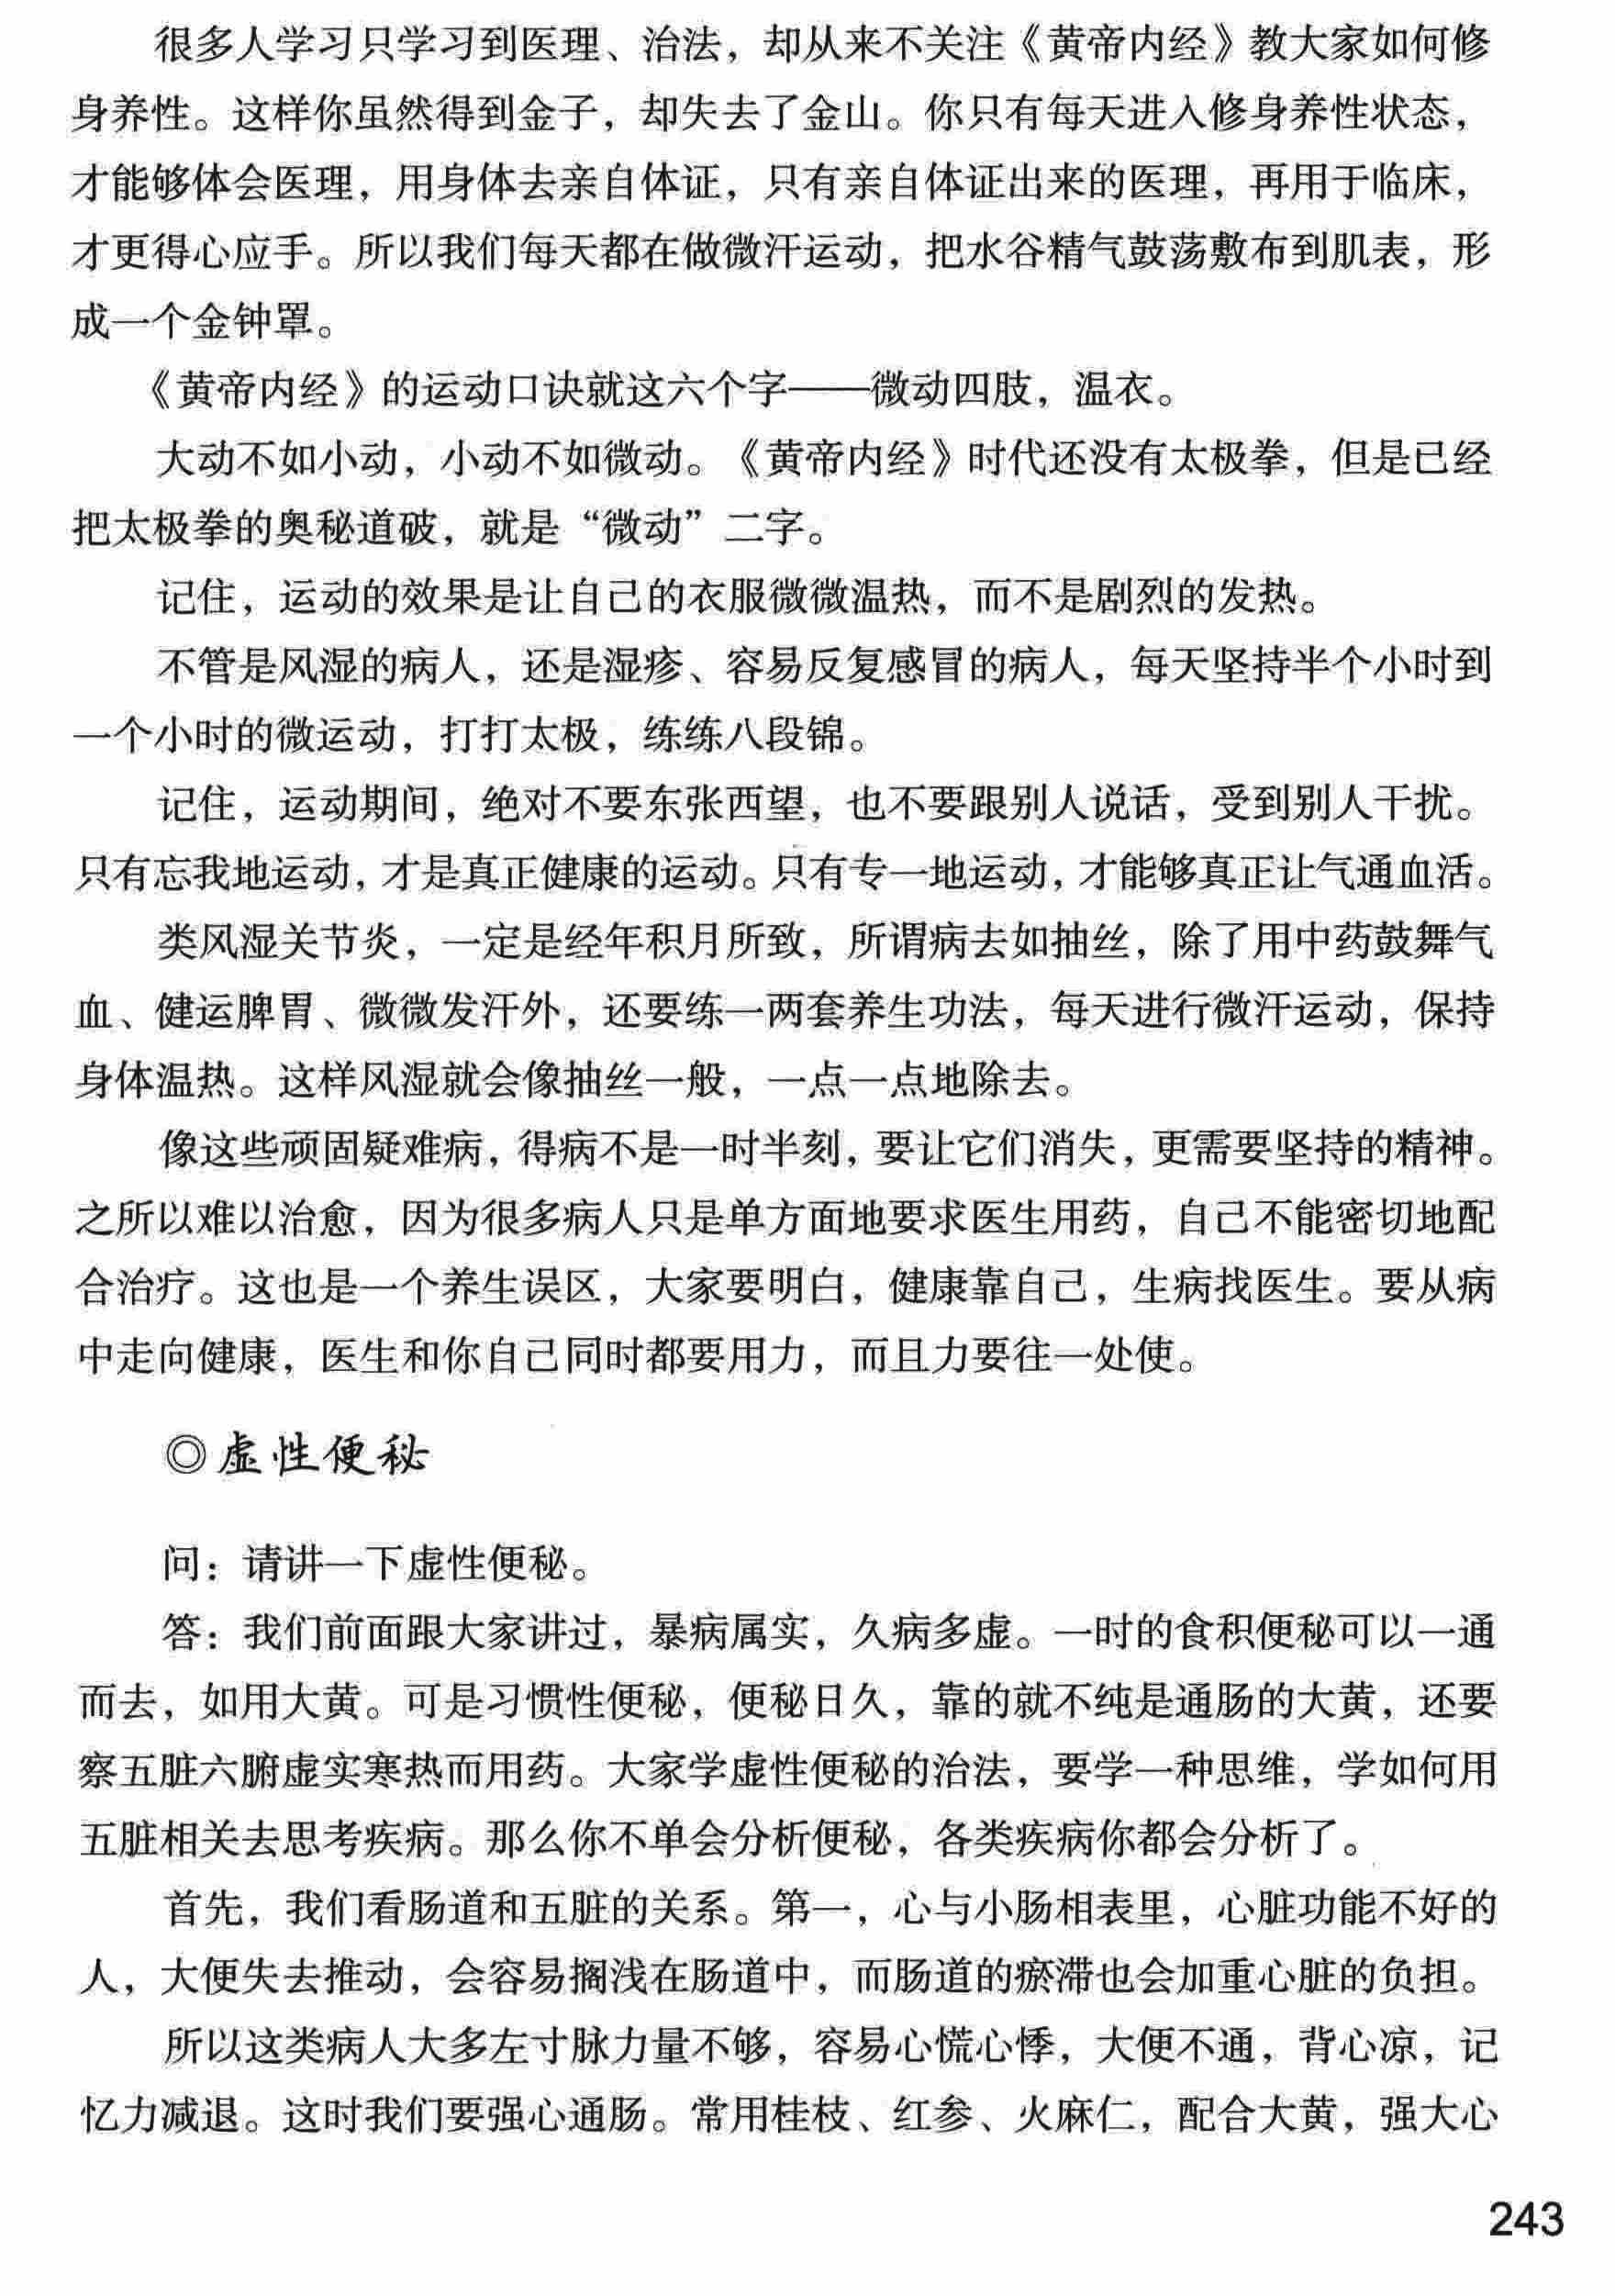 很多人学习只学习到医理、治法，却从来不关注《黄帝内经》教大家如何修
身养性。这样你虽然得到金子，却失去了金山。你只有每天进入修身养性状态，
才能够体会医理，用身体去亲自体证，只有亲自体证出来的医理，再用于临床，
才更得心应手。所以我们每天都在做微汗运动，把水谷精气鼓荡敷布到肌表，形
成一个金钟罩。
《黄帝内经》的运动口诀就这六个字——微动四肢，温衣。
大动不如小动，小动不如微动。《黄帝内经》时代还没有太极拳，但是已经
把太极拳的奥秘道破，就是“微动”二字。
记住，运动的效果是让自己的衣服微微温热，而不是剧烈的发热。
不管是风湿的病人，还是湿疹、容易反复感冒的病人，每天坚持半个小时到
一个小时的微运动，打打太极，练练八段锦。
记住，运动期间，绝对不要东张西望，也不要跟别人说话，受到别人干扰。
只有忘我地运动，才是真正健康的运动。只有专一地运动，才能够真正让气通血活。
类风湿关节炎，一定是经年积月所致，所谓病去如抽丝，除了用中药鼓舞气
血、健运脾胃、微微发汗外，还要练一两套养生功法，每天进行微汗运动，保持
身体温热。这样风湿就会像抽丝一般，一点一点地除去。
像这些顽固疑难病，得病不是一时半刻，要让它们消失，更需要坚持的精神。
之所以难以治愈，因为很多病人只是单方面地要求医生用药，自己不能密切地配
合治疗。这也是一个养生误区，大家要明白，健康靠自己，生病找医生。要从病
中走向健康，医生和你自己同时都要用力，而且力要往一处使。
◎虚性便秘
问：请讲一下虚性便秘。
答：我们前面跟大家讲过，暴病属实，久病多虚。一时的食积便秘可以一通
而去，如用大黄。可是习惯性便秘，便秘日久，靠的就不纯是通肠的大黄，还要
察五脏六腑虚实寒热而用药。大家学虚性便秘的治法，要学一种思维，学如何用
五脏相关去思考疾病。那么你不单会分析便秘，各类疾病你都会分析了。
首先，我们看肠道和五脏的关系。第一，心与小肠相表里，心脏功能不好的
人，大便失去推动，会容易搁浅在肠道中，而肠道的瘀滞也会加重心脏的负担。
所以这类病人大多左寸脉力量不够，容易心慌心悸，大便不通，背心凉，记
忆力减退。这时我们要强心通肠。常用桂枝、红参、火麻仁，配合大黄，强大心
243